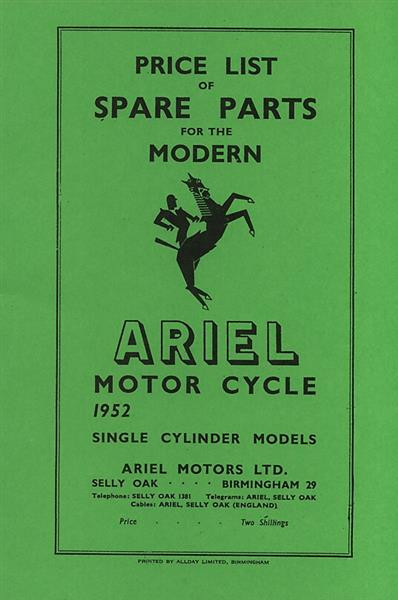 PRICE LIST
OF
SPARE PARTS
FOR THE
MODERN
ARIEL
MOTOR CYCLE
1952
SINGLE CYLINDER MODELS
ARIEL MOTORS LTD.
SELLY OAK · · · · BIRMINGHAM 29
Telephone: SELLY OAK 1381 Telegrams: ARIEL, SELLY OAK
Cables: ARIEL, SELLY OAK (ENGLAND)
Price . . . . Two Shillings
PRINTED BY ALLDAY LIMITED, BIRMINGHAM